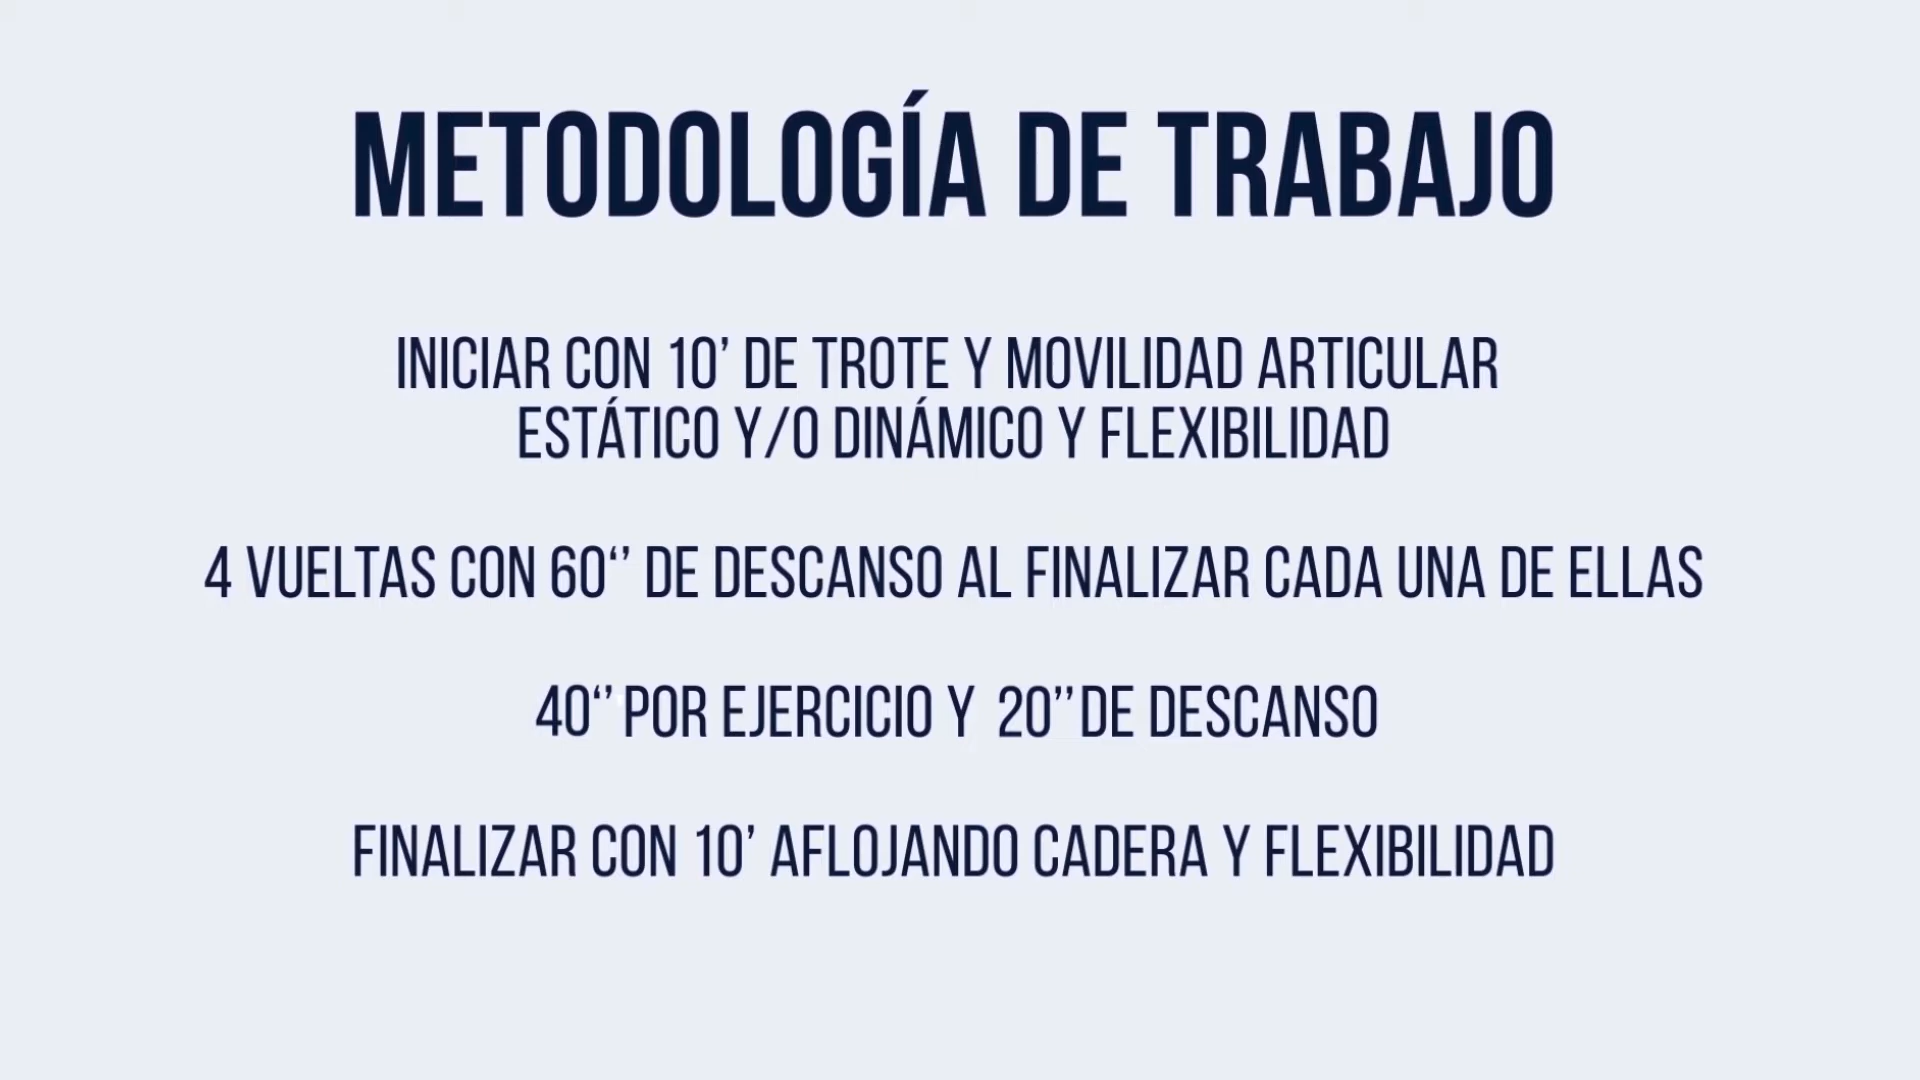 METODOLOGÍA DE TRABAJO
INICIAR CON 10’ DE TROTE Y MOVILIDAD ARTICULAR
ESTÁTICO Y/O DINÁMICO Y FLEXIBILIDAD
4 VUELTAS CON 60‘’ DE DESCANSO AL FINALIZAR CADA UNA DE ELLAS
40‘’ POR EJERCICIO Y 20’’ DE DESCANSO
FINALIZAR CON 10’ AFLOJANDO CADERA Y FLEXIBILIDAD